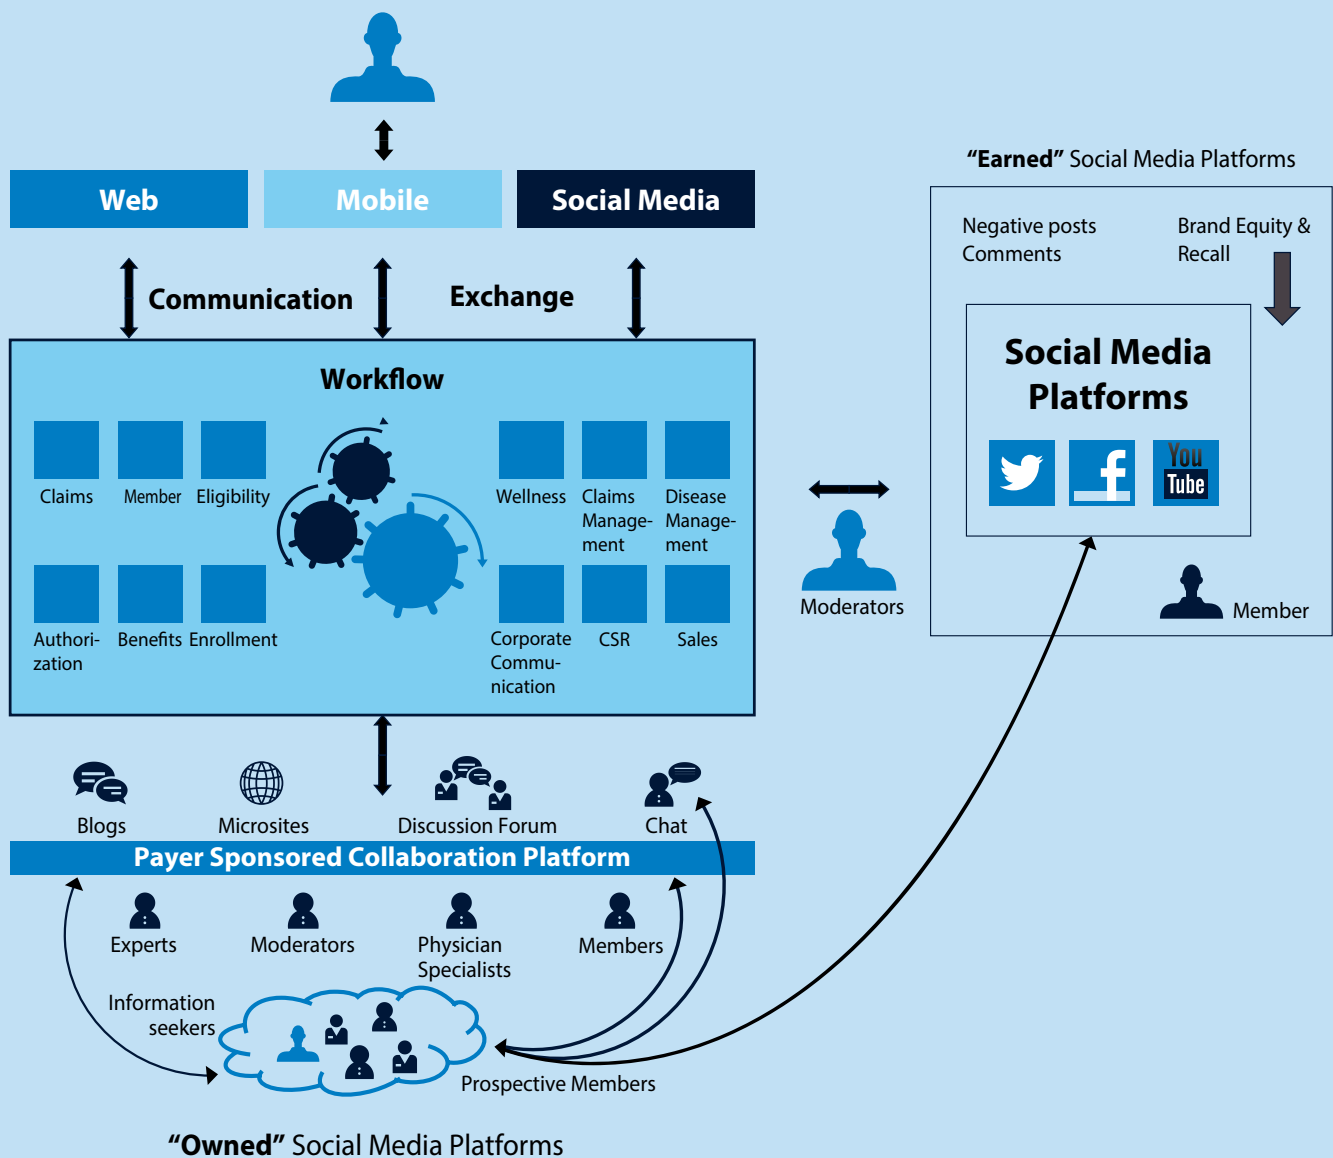 Web
Mobile
Social Media
Communication
Exchange
Workflow
Claims
Member
Eligibility
Wellness
Claims
Manage-
ment
Disease
Manage-
ment
Authori-
zation
Benefits
Enrollment
Corporate
Commu-
nication
CSR
Sales
Moderators
“Earned” Social Media Platforms
Negative posts
Comments
Brand Equity &
Recall
Social Media
Platforms
f
You
Tube
Member
Blogs
Microsites
Discussion Forum
Chat
Payer Sponsored Collaboration Platform
Experts
Moderators
Physician
Specialists
Members
Information
seekers
Prospective Members
“Owned” Social Media Platforms